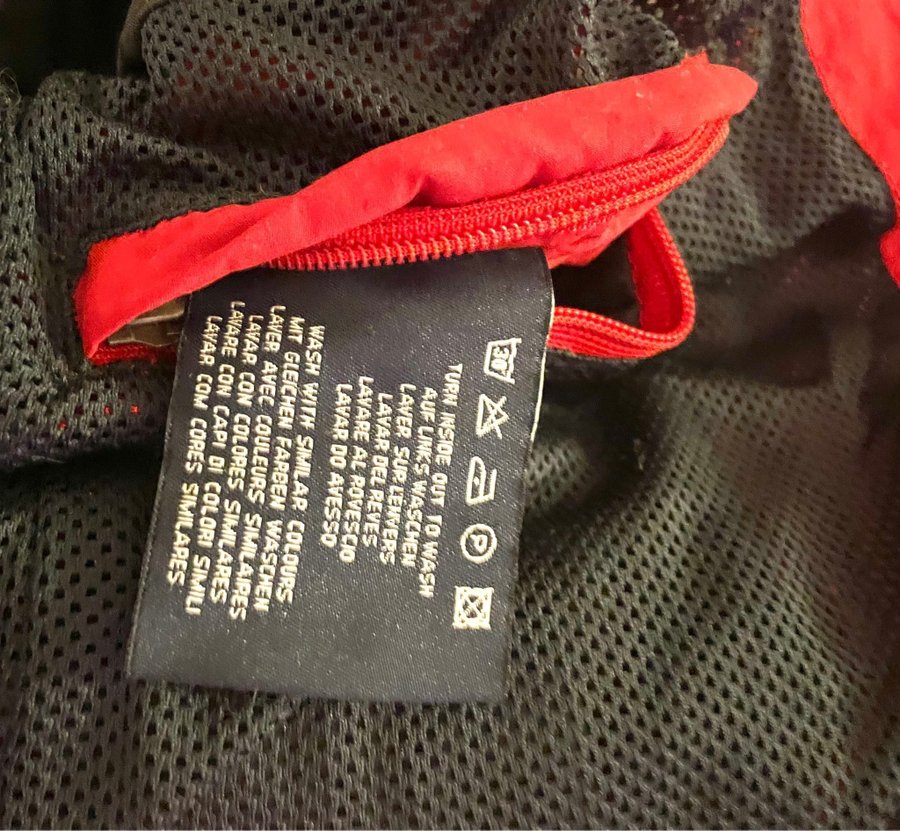 30°
P
TURN INSIDE OUT TO WASH
AUF LINKS WASCHEN
LAVER SUR L'ENVERS
LAVAR DEL REVES
LAVARE AL ROVESCIO
LAVAR DO AVESSO
WASH WITH SIMILAR COLOURS
MIT GLEICHEN FARBEN WASCHEN
LAVER AVEC COULEURS SIMILAIRES
LAVAR CON COLORES SIMILARES
LAVARE CON CAPI DI COLORI SIMILI
LAVAR COM CORES SIMILARES